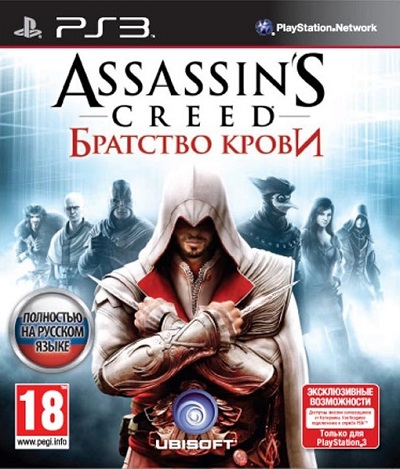 PS3
PlayStation®Network
ASSASSIN'S
CREED
БРАТСТВО КРОВИ
ПОЛНОСТЬЮ
НА РУССКОМ
ЯЗЫКЕ
18
www.pegi.info
UBISOFT
ЭКСКЛЮЗИВНЫЕ
ВОЗМОЖНОСТИ
Только для
PlayStation®3